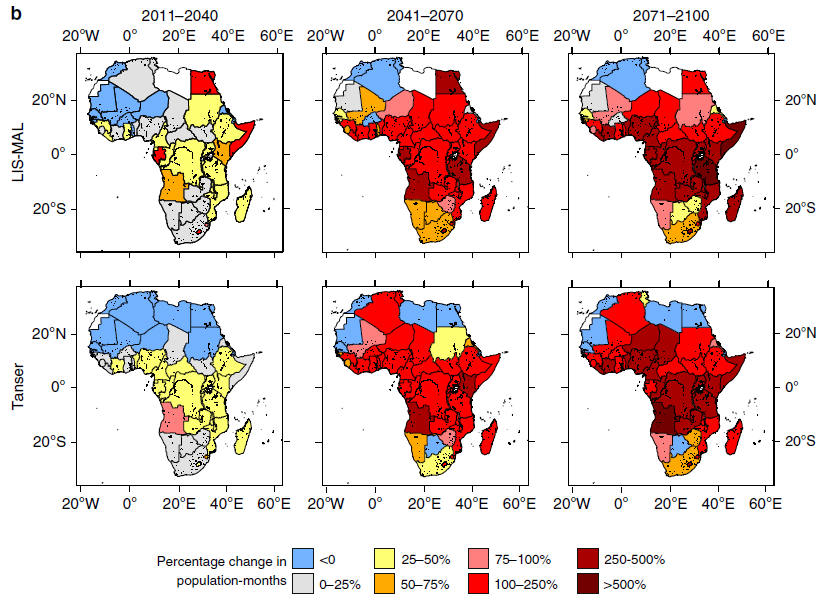 b
2011–2040 2041–2070 2071–2100
20°W 0° 20°E 40°E 60°E 20°W 0° 20°E 40°E 60°E 20°W 0° 20°E 40°E 60°E
LIS-MAL
20°N 20°N
0° 0°
20°S 20°S
Tanser
20°N 20°N
0° 0°
20°S 20°S
20°W 0° 20°E 40°E 60°E 20°W 0° 20°E 40°E 60°E 20°W 0° 20°E 40°E 60°E
Percentage change in
population-months
<0 25–50% 75–100% 250-500%
0–25% 50–75% 100–250% >500%